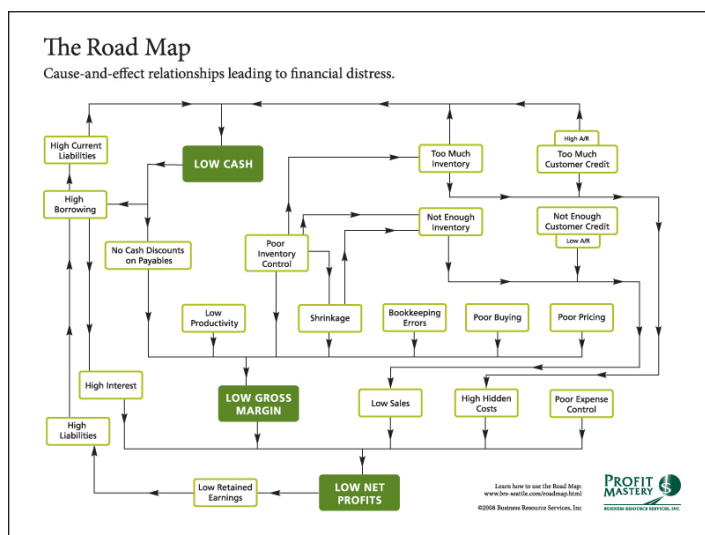 The Road Map
Cause-and-effect relationships leading to financial distress.
High Current
Liabilities
LOW CASH
Too Much
Inventory
High A/R
Too Much
Customer Credit
High
Borrowing
No Cash Discounts
on Payables
Poor
Inventory
Control
Not Enough
Inventory
Not Enough
Customer Credit
Low A/R
Low
Productivity
Shrinkage
Bookkeeping
Errors
Poor Buying
Poor Pricing
High Interest
LOW GROSS
MARGIN
Low Sales
High Hidden
Costs
Poor Expense
Control
High
Liabilities
Low Retained
Earnings
LOW NET
PROFITS
Learn how to use the Road Map:
www.brs-seattle.com/roadmap.html
©2008 Business Resource Services, Inc
PROFIT
MASTERY
BUSINESS RESOURCE SERVICES, INC.